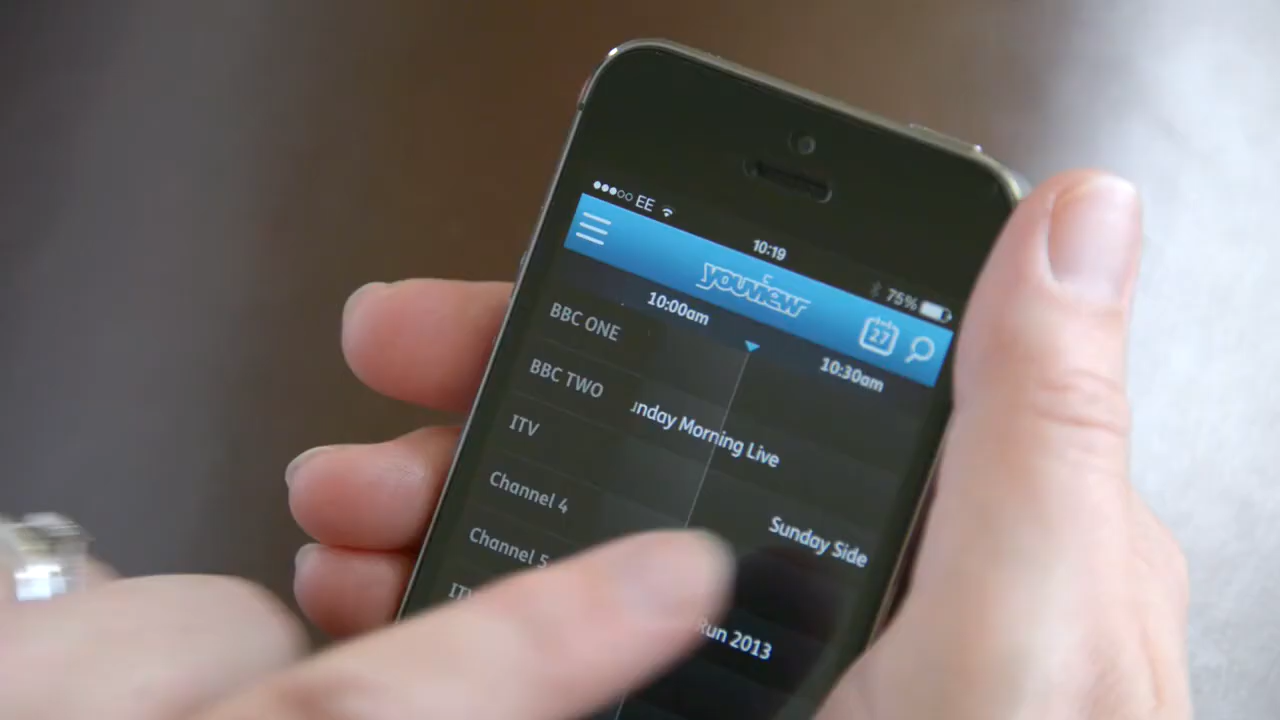 EE
10:19
75%
youview
27
10:00am
10:30am
BBC ONE
BBC TWO
unday Morning Live
ITV
Channel 4
Sunday Side
Channel 5
ITV
Run 2013